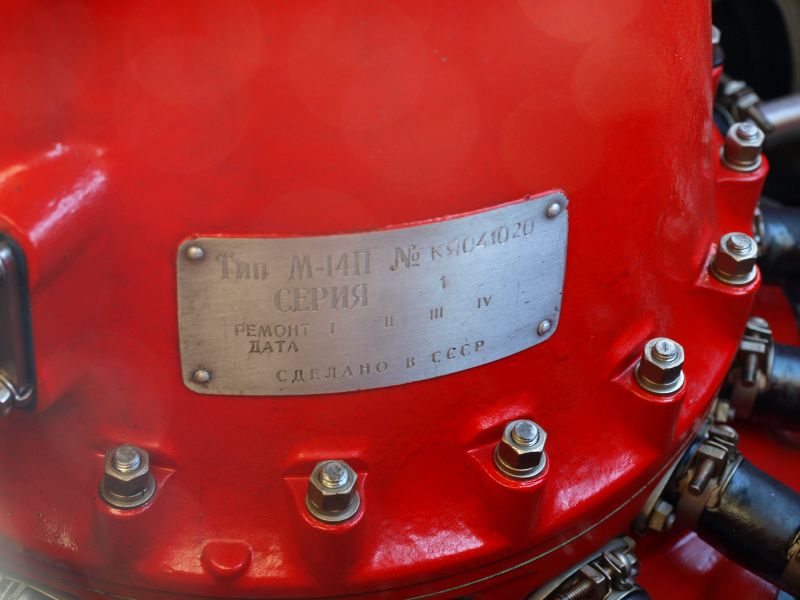 Тип М-14П № КЯ041020
СЕРИЯ 1
РЕМОНТ I II III IV -
ДАТА
СДЕЛАНО В СССР